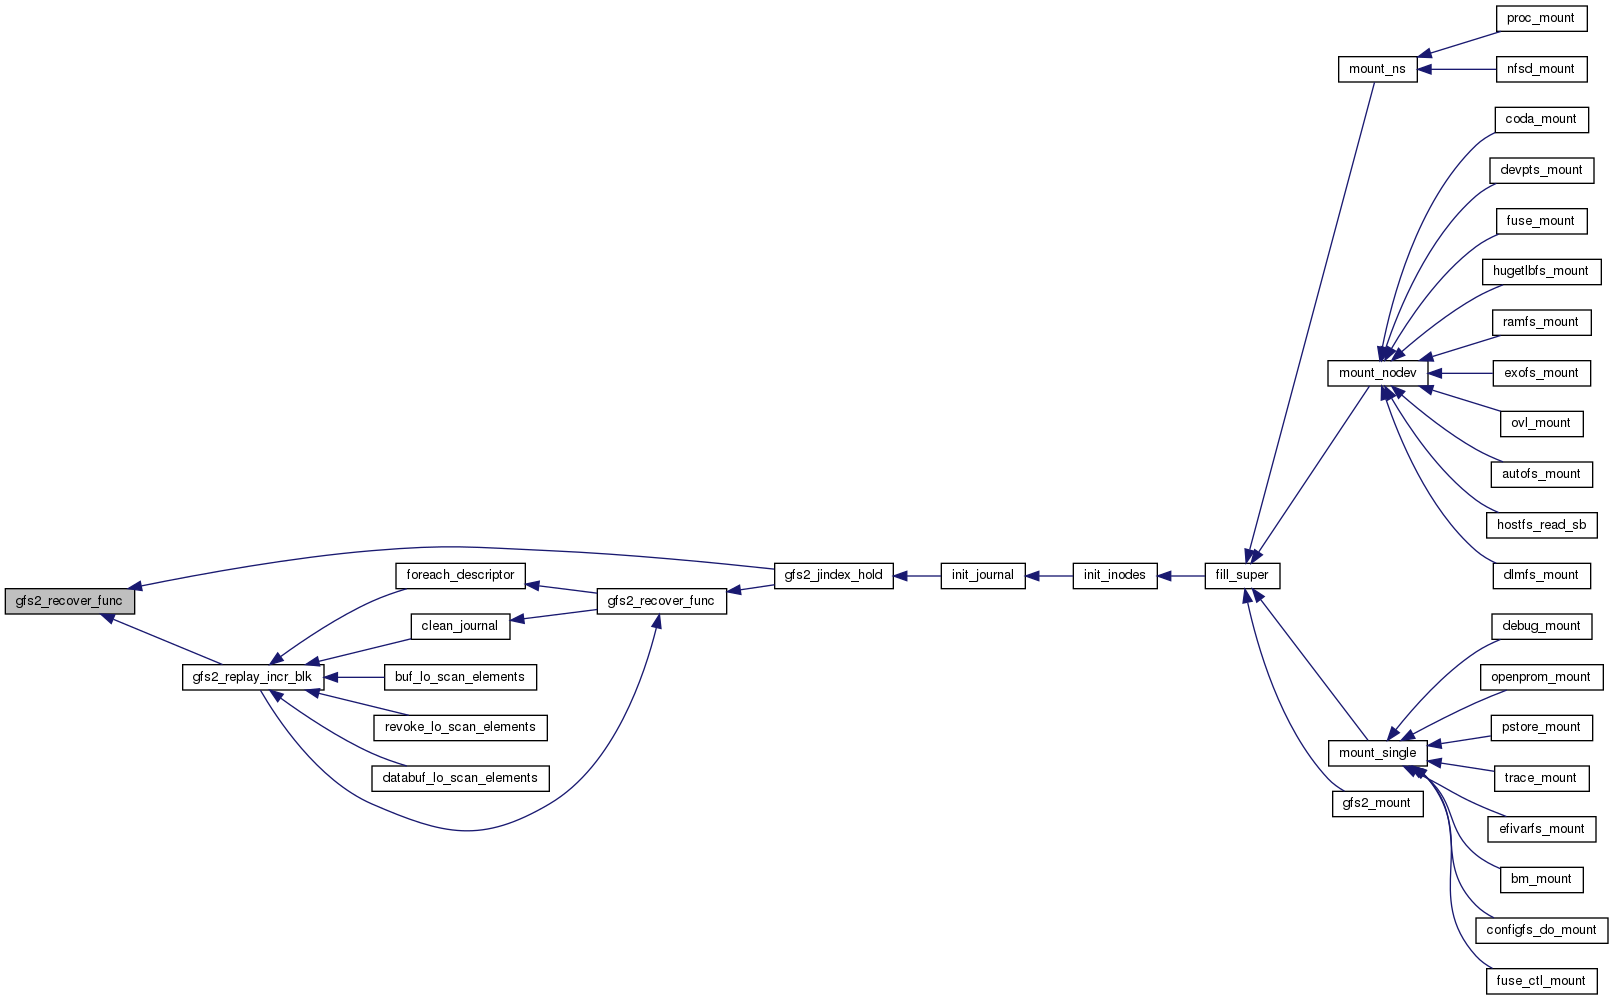 proc_mount
mount_ns
nfsd_mount
coda_mount
devpts_mount
fuse_mount
hugetlbfs_mount
ramfs_mount
mount_nodev
exofs_mount
ovl_mount
autofs_mount
hostfs_read_sb
dlmfs_mount
gfs2_recover_func
foreach_descriptor
clean_journal
gfs2_replay_incr_blk
buf_lo_scan_elements
revoke_lo_scan_elements
databuf_lo_scan_elements
gfs2_recover_func
gfs2_jindex_hold
init_journal
init_inodes
fill_super
debug_mount
openprom_mount
pstore_mount
mount_single
trace_mount
gfs2_mount
efivarfs_mount
bm_mount
configfs_do_mount
fuse_ctl_mount